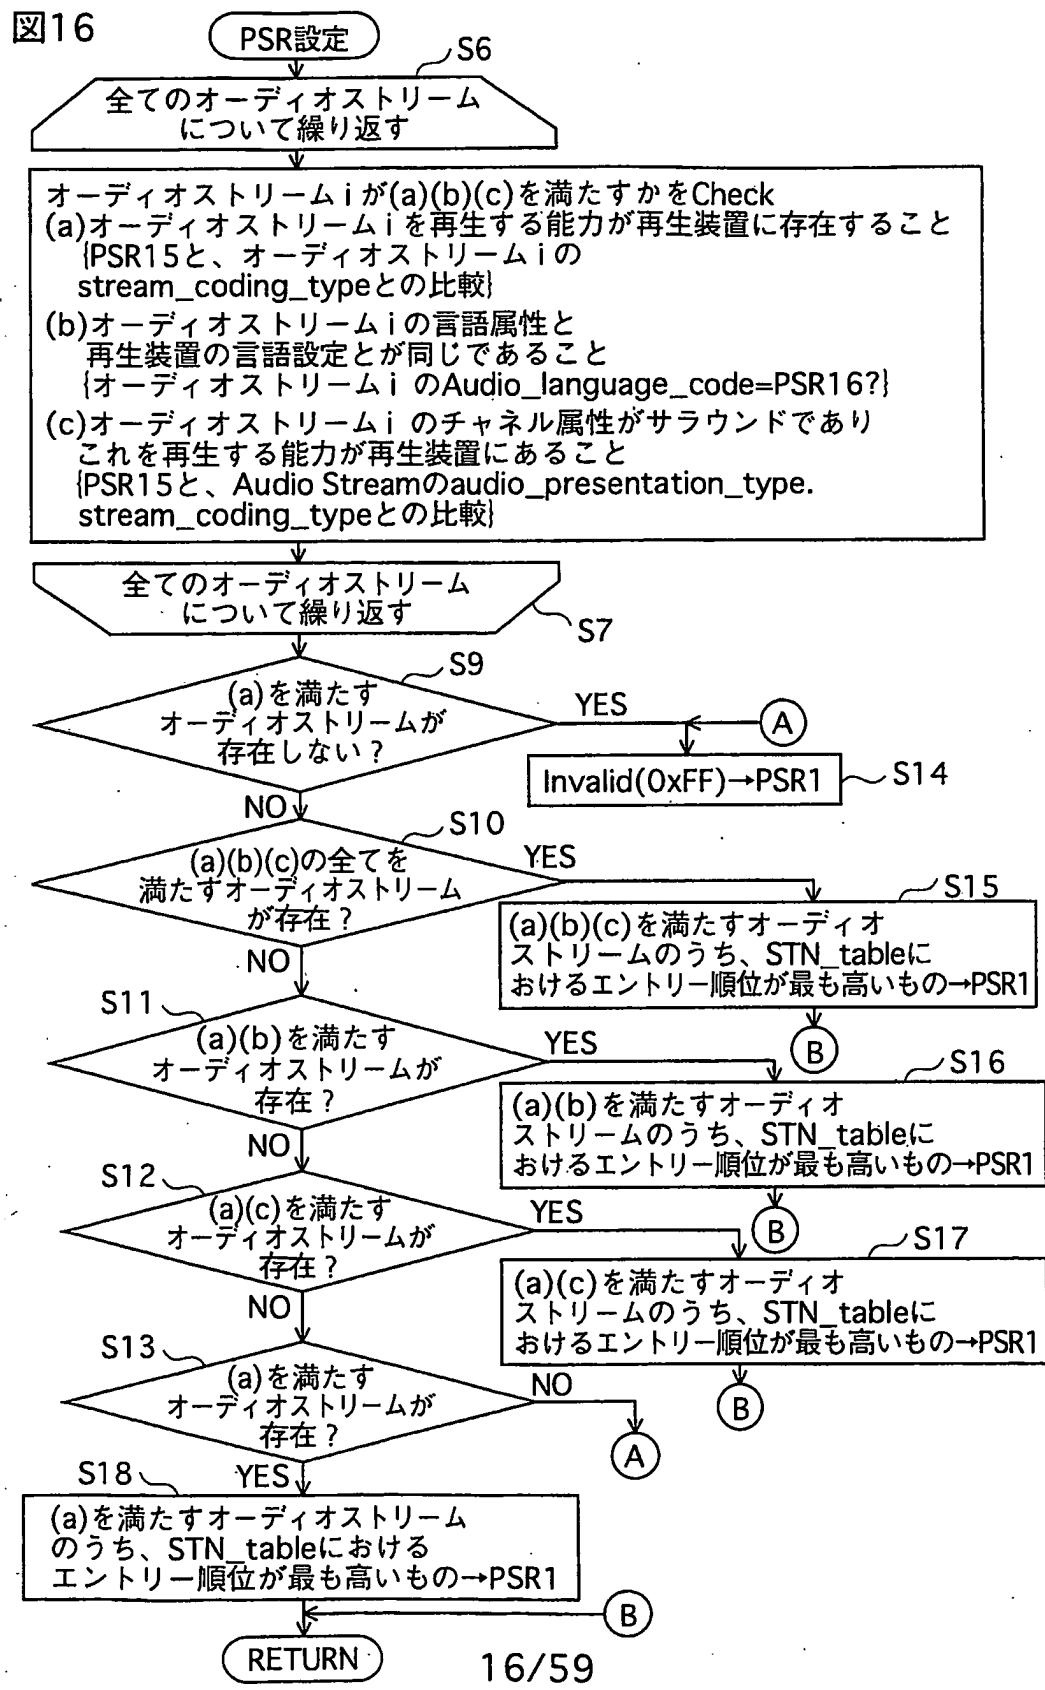 図16
PSR設定
S6
全てのオーディオストリーム
について繰り返す
オーディオストリームiが(a)(b)(c)を満たすかをCheck
(a)オーディオストリームiを再生する能力が再生装置に存在すること
{PSR15と、オーディオストリームiの
stream_coding_typeとの比較}
(b)オーディオストリームiの言語属性と
再生装置の言語設定とが同じであること
{オーディオストリームi のAudio_language_code=PSR16?}
(c)オーディオストリームi のチャネル属性がサラウンドであり
これを再生する能力が再生装置にあること
{PSR15と、Audio Streamのaudio_presentation_type.
stream_coding_typeとの比較}
全てのオーディオストリーム
について繰り返す
S7
S9
(a)を満たす
オーディオストリームが
存在しない?
YES
A
Invalid(0xFF)→PSR1
S14
NO
S10
(a)(b)(c)の全てを
満たすオーディオストリーム
が存在?
YES
S15
(a)(b)(c)を満たすオーディオ
ストリームのうち、STN_tableに
おけるエントリー順位が最も高いもの→PSR1
B
NO
S11
(a)(b)を満たす
オーディオストリームが
存在?
YES
S16
(a)(b)を満たすオーディオ
ストリームのうち、STN_tableに
おけるエントリー順位が最も高いもの→PSR1
B
NO
S12
(a)(c)を満たす
オーディオストリームが
存在?
YES
S17
(a)(c)を満たすオーディオ
ストリームのうち、STN_tableに
おけるエントリー順位が最も高いもの→PSR1
B
NO
S13
(a)を満たす
オーディオストリームが
存在?
NO
A
YES
S18
(a)を満たすオーディオストリーム
のうち、STN_tableにおける
エントリー順位が最も高いもの→PSR1
B
RETURN
16/59